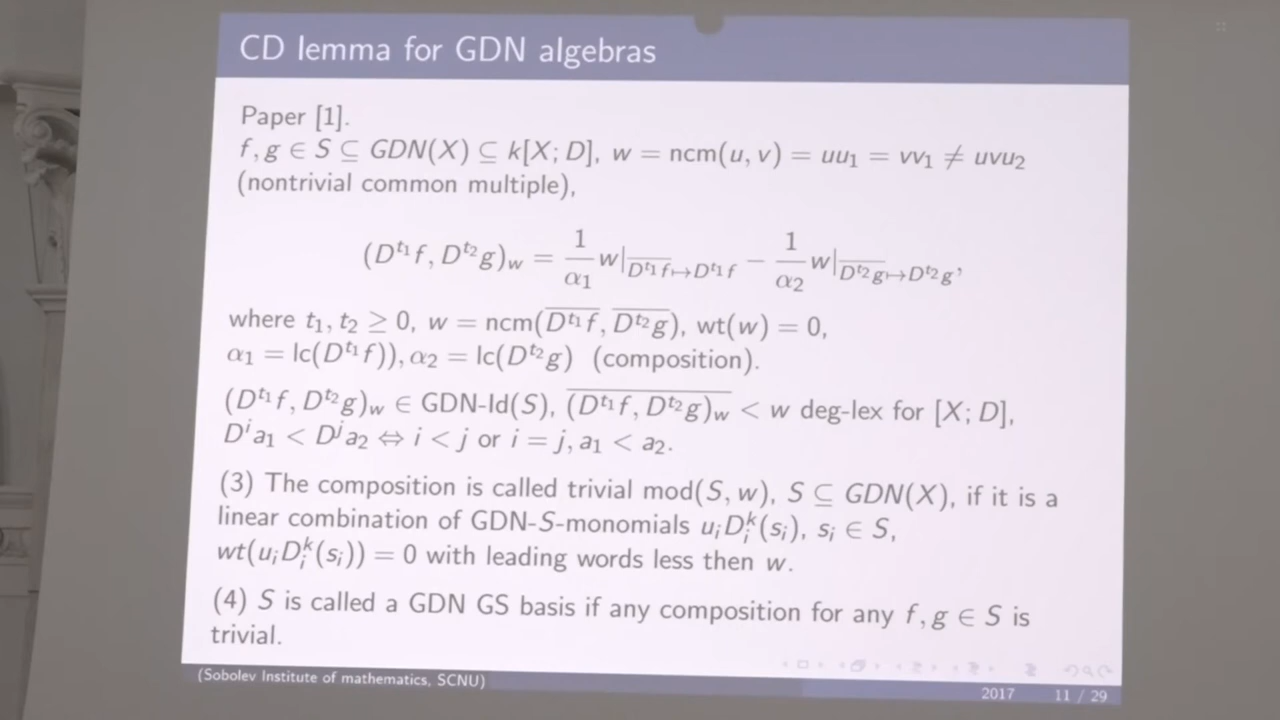 CD lemma for GDN algebras
Paper [1].
f, g ∈ S ⊆ GDN(X) ⊆ k[X; D], w = ncm(u, v) = uu₁ = vv₁ ≠ uvu₂
(nontrivial common multiple),
(D^{t₁}f, D^{t₂}g)_w = \frac{1}{α₁} w|_{\overline{D^{t₁}f}↦D^{t₁}f} − \frac{1}{α₂} w|_{\overline{D^{t₂}g}↦D^{t₂}g},
where t₁, t₂ ≥ 0, w = ncm(\overline{D^{t₁}f}, \overline{D^{t₂}g}), wt(w) = 0,
α₁ = lc(D^{t₁}f)), α₂ = lc(D^{t₂}g) (composition).
(D^{t₁}f, D^{t₂}g)_w ∈ GDN-Id(S), \overline{(D^{t₁}f, D^{t₂}g)_w} < w deg-lex for [X; D],
D^i a₁ < D^j a₂ ⇔ i < j or i = j, a₁ < a₂.
(3) The composition is called trivial mod(S, w), S ⊆ GDN(X), if it is a
linear combination of GDN-S-monomials u_i D_i^k(s_i), s_i ∈ S,
wt(u_i D_i^k(s_i)) = 0 with leading words less then w.
(4) S is called a GDN GS basis if any composition for any f, g ∈ S is
trivial.
(Sobolev Institute of mathematics, SCNU)
2017 11 / 29